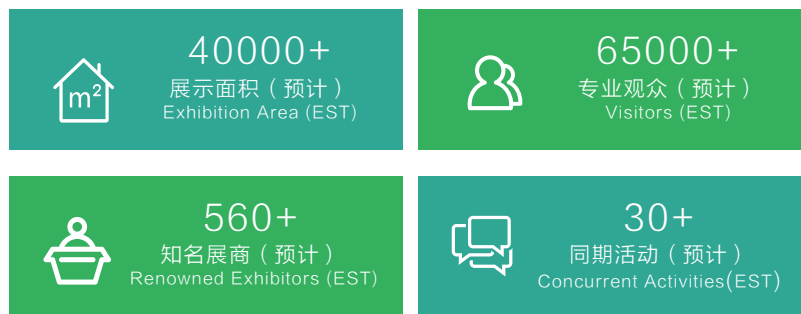 40000+
展示面积（预计）
Exhibition Area (EST)
m²
65000+
专业观众（预计）
Visitors (EST)
560+
知名展商（预计）
Renowned Exhibitors (EST)
30+
同期活动（预计）
Concurrent Activities(EST)